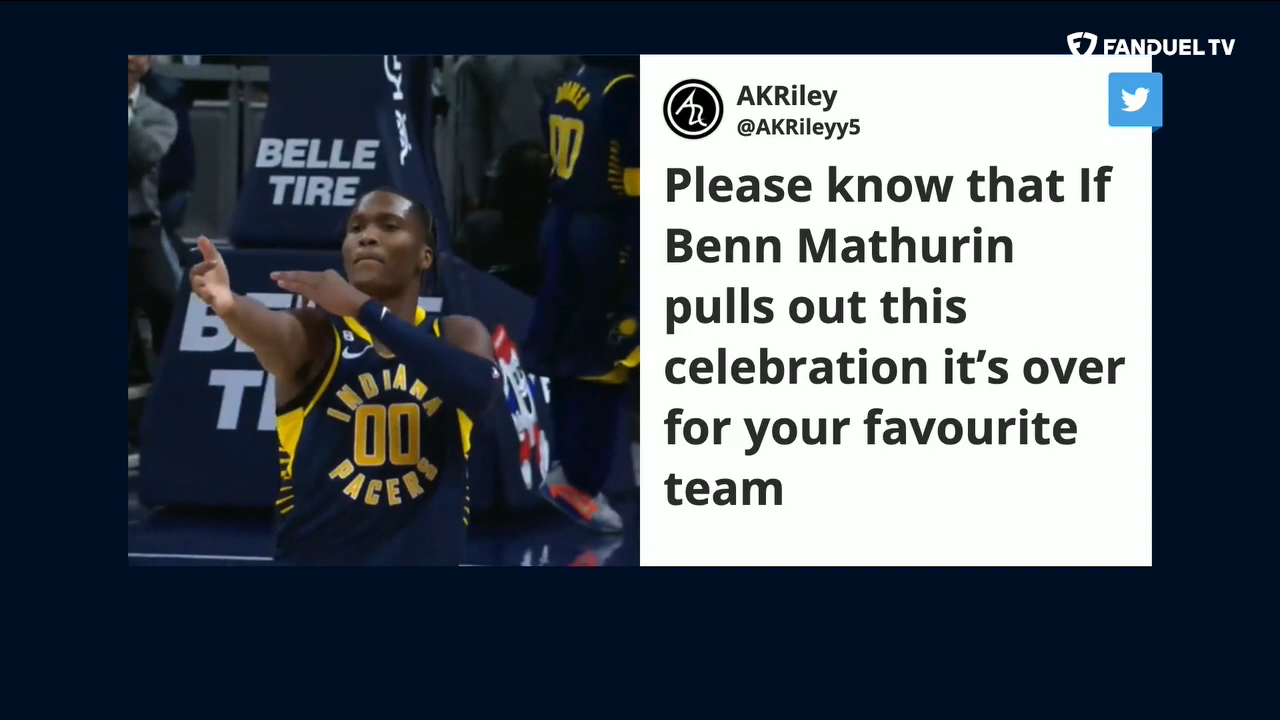 FANDUEL TV
AKRiley
@AKRileyy5
Please know that If
Benn Mathurin
pulls out this
celebration it’s over
for your favourite
team
BELLE
TIRE
00
INDIANA
00
PACERS